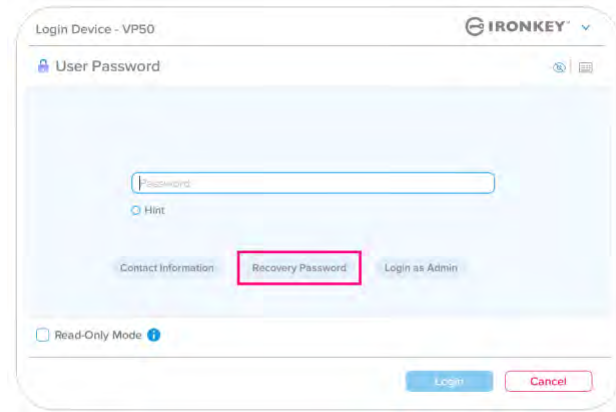 Login Device - VP50
IRONKEY
User Password
Password
Hint
Contact Information
Recovery Password
Login as Admin
Read-Only Mode
Login
Cancel